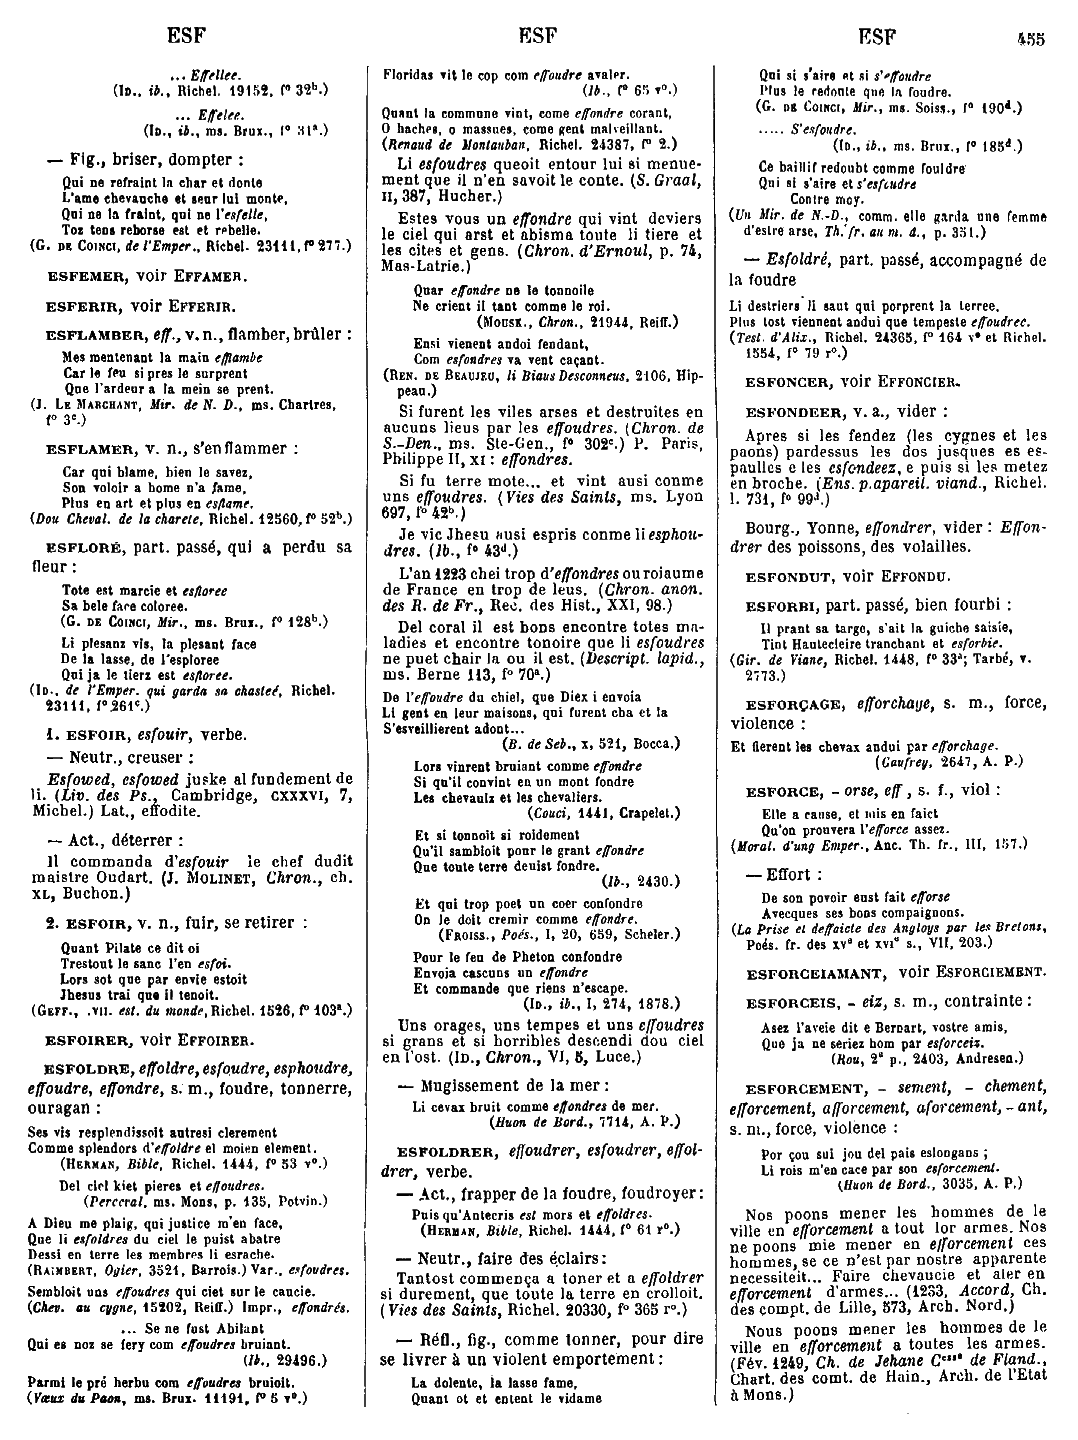 ESF
ESF
ESF
455
... Effellee.
(ID., ib., Richel. 19152, f° 32ᵇ.)
... Effelee.
(ID., ib., ms. Brux., f° 31ᵃ.)
— Fig., briser, dompter :
Qui ne refraint la char et donte
L'ame chevauche et seur lui monte,
Qui ne la fraint, qui ne l'esfelle,
Toz tens reborse est et rebelle.
(G. DE COINCI, de l'Emper., Richel. 23111, f° 277.)
ESFEMER, voir EFFAMER.
ESFERIR, voir EFFERIR.
ESFLAMBER, eff., v. n., flamber, brûler :
Mes mentenant la main efflambe
Car le feu si pres le surprent
Que l'ardeur a la mein se prent.
(J. LE MARCHANT, Mir. de N. D., ms. Chartres,
f° 3ᶜ.)
ESFLAMER, v. n., s'enflammer :
Car qui blame, bien le savez,
Son voloir a home n'a fame,
Plus en art et plus en esflame.
(Dou Cheval. de la charete, Richel. 12560, f° 52ᵇ.)
ESFLORÉ, part. passé, qui a perdu sa
fleur :
Tote est marcie et esfloree
Sa bele face coloree.
(G. DE COINCI, Mir., ms. Brux., f° 128ᵇ.)
Li plesanz vis, la plesant face
De la lasse, de l'esploree
Qui ja le tierz est esfloree.
(ID., de l'Emper. qui garda sa chasteé, Richel.
23111, f° 261ᶜ.)
1. ESFOIR, esfouir, verbe.
— Neutr., creuser :
Esfowed, esfowed juske al fundement de
li. (Liv. des Ps., Cambridge, CXXXVI, 7,
Michel.) Lat., effodite.
— Act., déterrer :
Il commanda d'esfouir le chef dudit
maistre Oudart. (J. MOLINET, Chron., ch.
XL, Buchon.)
2. ESFOIR, v. n., fuir, se retirer :
Quant Pilate ce dit oi
Trestout le sanc l'en esfoi.
Lors sot que par envie estoit
Jhesus trai que il tenoit.
(GEFF., .VII. est. du monde, Richel. 1526, f° 103ᵃ.)
ESFOIRER, voir EFFOIRER.
ESFOLDRE, effoldre, esfoudre, esphoudre,
effoudre, effondre, s. m., foudre, tonnerre,
ouragan :
Ses vis resplendissoit autresi clerement
Comme splendors d'effoldre el moien element.
(HERMAN, Bible, Richel. 1444, f° 53 v°.)
Del ciel kiet pieres et effoudres.
(Perceval, ms. Mons, p. 135, Potvin.)
A Dieu me plaig, qui justice m'en face,
Que li esfoldres du ciel le puist abatre
Dessi en terre les membres li esrache.
(RAIMBERT, Ogier, 3521, Barrois.) Var., esfoudres.
Sembloit uns effoudres qui ciet sur le caucie.
(Chev. au cygne, 15202, Reiff.) Impr., effondrés.
... Se ne fust Abilant
Qui es noz se fery com effoudres bruiant.
(Ib., 29496.)
Parmi le pré herbu com effoudres bruioit.
(Vœux du Paon, ms. Brux. 11191, f° 5 v°.)
Floridas vit le cop com effoudre avaler.
(Ib., f° 65 v°.)
Quant la commune vint, come effondre corant,
O haches, o massues, come gent malveillant.
(Renaud de Montauban, Richel. 24387, f° 2.)
Li esfoudres queoit entour lui si menue-
ment que il n'en savoit le conte. (S. Graal,
II, 387, Hucher.)
Estes vous un effondre qui vint deviers
le ciel qui arst et abisma toute li tiere et
les cites et gens. (Chron. d'Ernoul, p. 74,
Mas-Latrie.)
Quar effondre ne le tonnoile
Ne crient il tant comme le roi.
(MOUSK., Chron., 21944, Reiff.)
Ensi vienent andoi fendant,
Com esfondres va vent caçant.
(REN. DE BEAUJEU, li Biaus Desconneus, 2106, Hip-
peau.)
Si furent les viles arses et destruites en
aucuns lieus par les effoudres. (Chron. de
S.-Den., ms. Ste-Gen., f° 302ᶜ.) P. Paris,
Philippe II, XI : effondres.
Si fu terre mote... et vint ausi conme
uns effoudres. (Vies des Saints, ms. Lyon
697, f° 42ᵇ.)
Je vic Jhesu ausi espris conme li esphou-
dres. (Ib., f° 43ᵈ.)
L'an 1223 chei trop d'effondres ou roiaume
de France en trop de leus. (Chron. anon.
des R. de Fr., Rec. des Hist., XXI, 98.)
Del coral il est bons encontre totes ma-
ladies et encontre tonoire que li esfoudres
ne puet chair la ou il est. (Descript. lapid.,
ms. Berne 113, f° 70ᵃ.)
De l'effoudre du chiel, que Diex i envoia
Li gent en leur maisons, qui furent cha et la
S'esveillierent adont...
(B. de Seb., X, 521, Bocca.)
Lors vinrent bruiant comme effondre
Si qu'il convint en un mont fondre
Les chevaulz et les chevaliers.
(Couci, 1441, Crapelet.)
Et si tonnoit si roidement
Qu'il sambloit pour le grant effondre
Que toute terre deuist fondre.
(Ib., 2430.)
Et qui trop poet un coer confondre
On le doit cremir comme effondre.
(FROISS., Poés., I, 20, 659, Scheler.)
Pour le feu de Pheton confondre
Envoja cascuns un effondre
Et commande que riens n'escape.
(ID., ib., I, 274, 1878.)
Uns orages, uns tempes et uns effoudres
si grans et si horribles descendi dou ciel
en l'ost. (ID., Chron., VI, 5, Luce.)
— Mugissement de la mer :
Li cevax bruit comme effondres de mer.
(Huon de Bord., 7714, A. P.)
ESFOLDRER, effoudrer, esfoudrer, effol-
drer, verbe.
— Act., frapper de la foudre, foudroyer :
Puis qu'Antecris est mors et effoldres.
(HERMAN, Bible, Richel. 1444, f° 61 r°.)
— Neutr., faire des éclairs :
Tantost commença a toner et a effoldrer
si durement, que toute la terre en crolloit.
(Vies des Saints, Richel. 20330, f° 365 r°.)
— Réfl., fig., comme tonner, pour dire
se livrer à un violent emportement :
La dolente, la lasse fame,
Quant ot et entent le vidame
Qui si s'aire et si s'effoudre
Plus le redonte que la foudre.
(G. DE COINCI, Mir., ms. Soiss., f° 190ᵈ.)
..... S'esfoudre.
(ID., ib., ms. Brux., f° 185ᵈ.)
Ce baillif redoubt comme fouldre
Qui si s'aire et s'esfoudre
Contre moy.
(Un Mir. de N.-D., comm. elle garda une femme
d'estre arse, Th. fr. au m. â., p. 351.)
— Esfoldré, part. passé, accompagné de
la foudre
Li destriers li saut qui porprent la terree,
Plus tost viennent andui que tempeste effoudree.
(Test. d'Alix., Richel. 24365, f° 164 v° et Richel.
1554, f° 79 r°.)
ESFONCER, voir EFFONCIER.
ESFONDEER, v. a., vider :
Apres si les fendez (les cygnes et les
paons) pardessus les dos jusques es es-
paulles e les esfondeez, e puis si les metez
en broche. (Ens. p. apareil. viand., Richel.
l. 731, f° 99ᵈ.)
Bourg., Yonne, effondrer, vider : Effon-
drer des poissons, des volailles.
ESFONDUT, voir EFFONDU.
ESFORBI, part. passé, bien fourbi :
Il prant sa targe, s'ait la guiche saisie,
Tint Hautecleire tranchant et esforbie.
(Gir. de Viane, Richel. 1448, f° 33ᵃ; Tarbé, v.
2773.)
ESFORÇAGE, efforchaye, s. m., force,
violence :
Et fierent les chevax andui par efforchage.
(Gaufrey, 2647, A. P.)
ESFORCE, - orse, eff , s. f., viol :
Elle a cause, et mis en faict
Qu'on prouvera l'efforce assez.
(Moral. d'ung Emper., Anc. Th. fr., III, 157.)
— Effort :
De son povoir eust fait efforse
Avecques ses bons compaignons.
(La Prise et deffaicte des Angloys par les Bretons,
Poés. fr. des XVᵉ et XVIᵉ s., VII, 203.)
ESFORCEIAMANT, voir ESFORCIEMENT.
ESFORCEIS, - eiz, s. m., contrainte :
Asez l'aveie dit e Bernart, vostre amis,
Que ja ne seriez hom par esforceiz.
(Rou, 2ᵉ p., 2403, Andresen.)
ESFORCEMENT, - sement, - chement,
efforcement, afforcement, aforcement, - ant,
s. m., force, violence :
Por çou sui jou del païs eslongans ;
Li rois m'en cace par son esforcement.
(Huon de Bord., 3035, A. P.)
Nos poons mener les hommes de le
ville en efforcement a tout lor armes. Nos
ne poons mie mener en efforcement ces
hommes, se ce n'est par nostre apparente
necessiteit... Faire chevaucie et aler en
efforcement d'armes... (1233, Accord, Ch.
des compt. de Lille, 573, Arch. Nord.)
Nous poons mener les hommes de le
ville en efforcement a toutes les armes.
(Fév. 1249, Ch. de Jehane Cᵉˢˢᵉ de Fland.,
Chart. des comt. de Hain., Arch. de l'Etat
à Mons.)